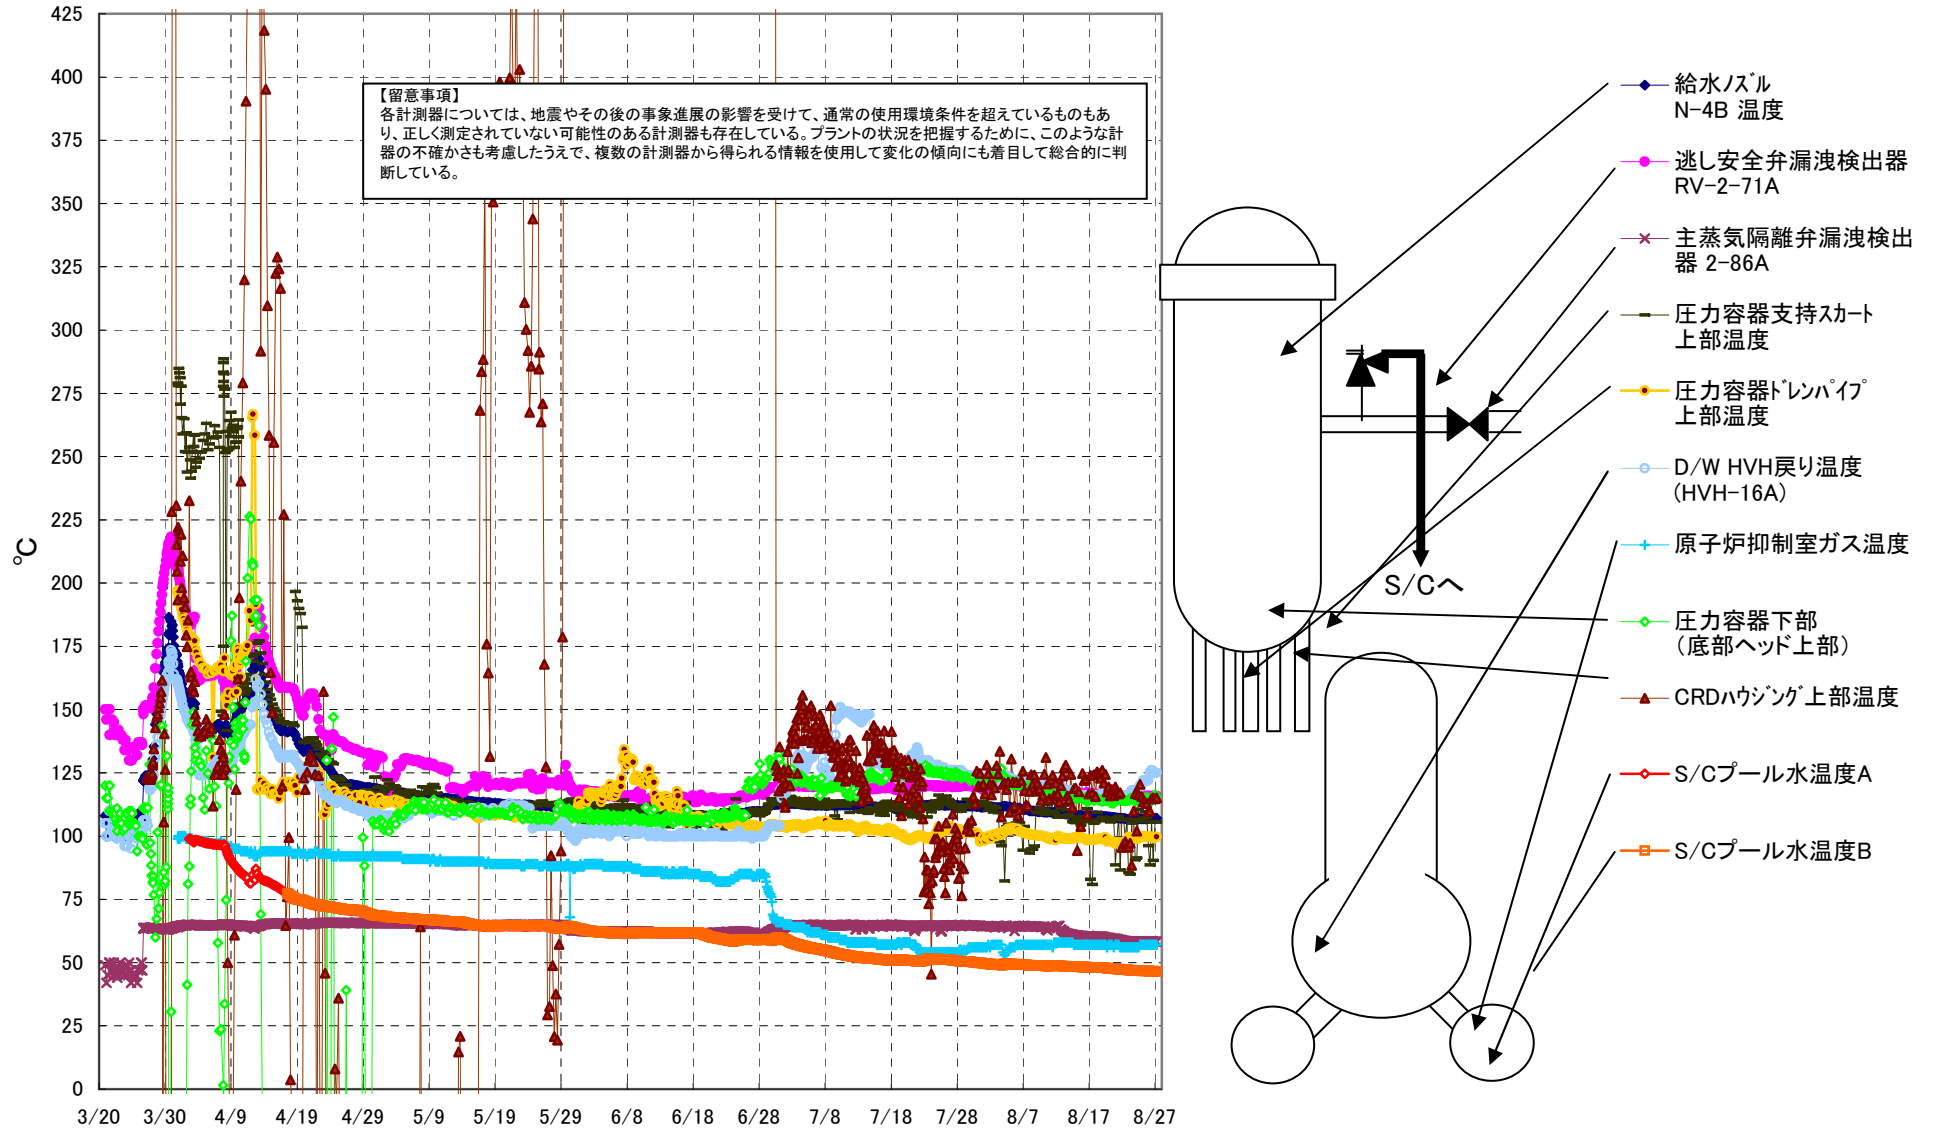 425
400
375
350
325
300
275
250
225
200
175
150
125
100
75
50
25
0
℃
3/20 3/30 4/9 4/19 4/29 5/9 5/19 5/29 6/8 6/18 6/28 7/8 7/18 7/28 8/7 8/17 8/27
【留意事項】
各計測器については、地震やその後の事象進展の影響を受けて、通常の使用環境条件を超えているものもあ
り、正しく測定されていない可能性のある計測器も存在している。プラントの状況を把握するために、このような計
器の不確かさも考慮したうえで、複数の計測器から得られる情報を使用して変化の傾向にも着目して総合的に判
断している。
S/Cへ
給水ﾉｽﾞﾙ
N-4B 温度
逃し安全弁漏洩検出器
RV-2-71A
主蒸気隔離弁漏洩検出
器 2-86A
圧力容器支持ｽｶｰﾄ
上部温度
圧力容器ﾄﾞﾚﾝﾊﾟｲﾌﾟ
上部温度
D/W HVH戻り温度
(HVH-16A)
原子炉抑制室ガス温度
圧力容器下部
（底部ヘッド上部）
CRDﾊｳｼﾞﾝｸﾞ上部温度
S/Cプール水温度A
S/Cプール水温度B